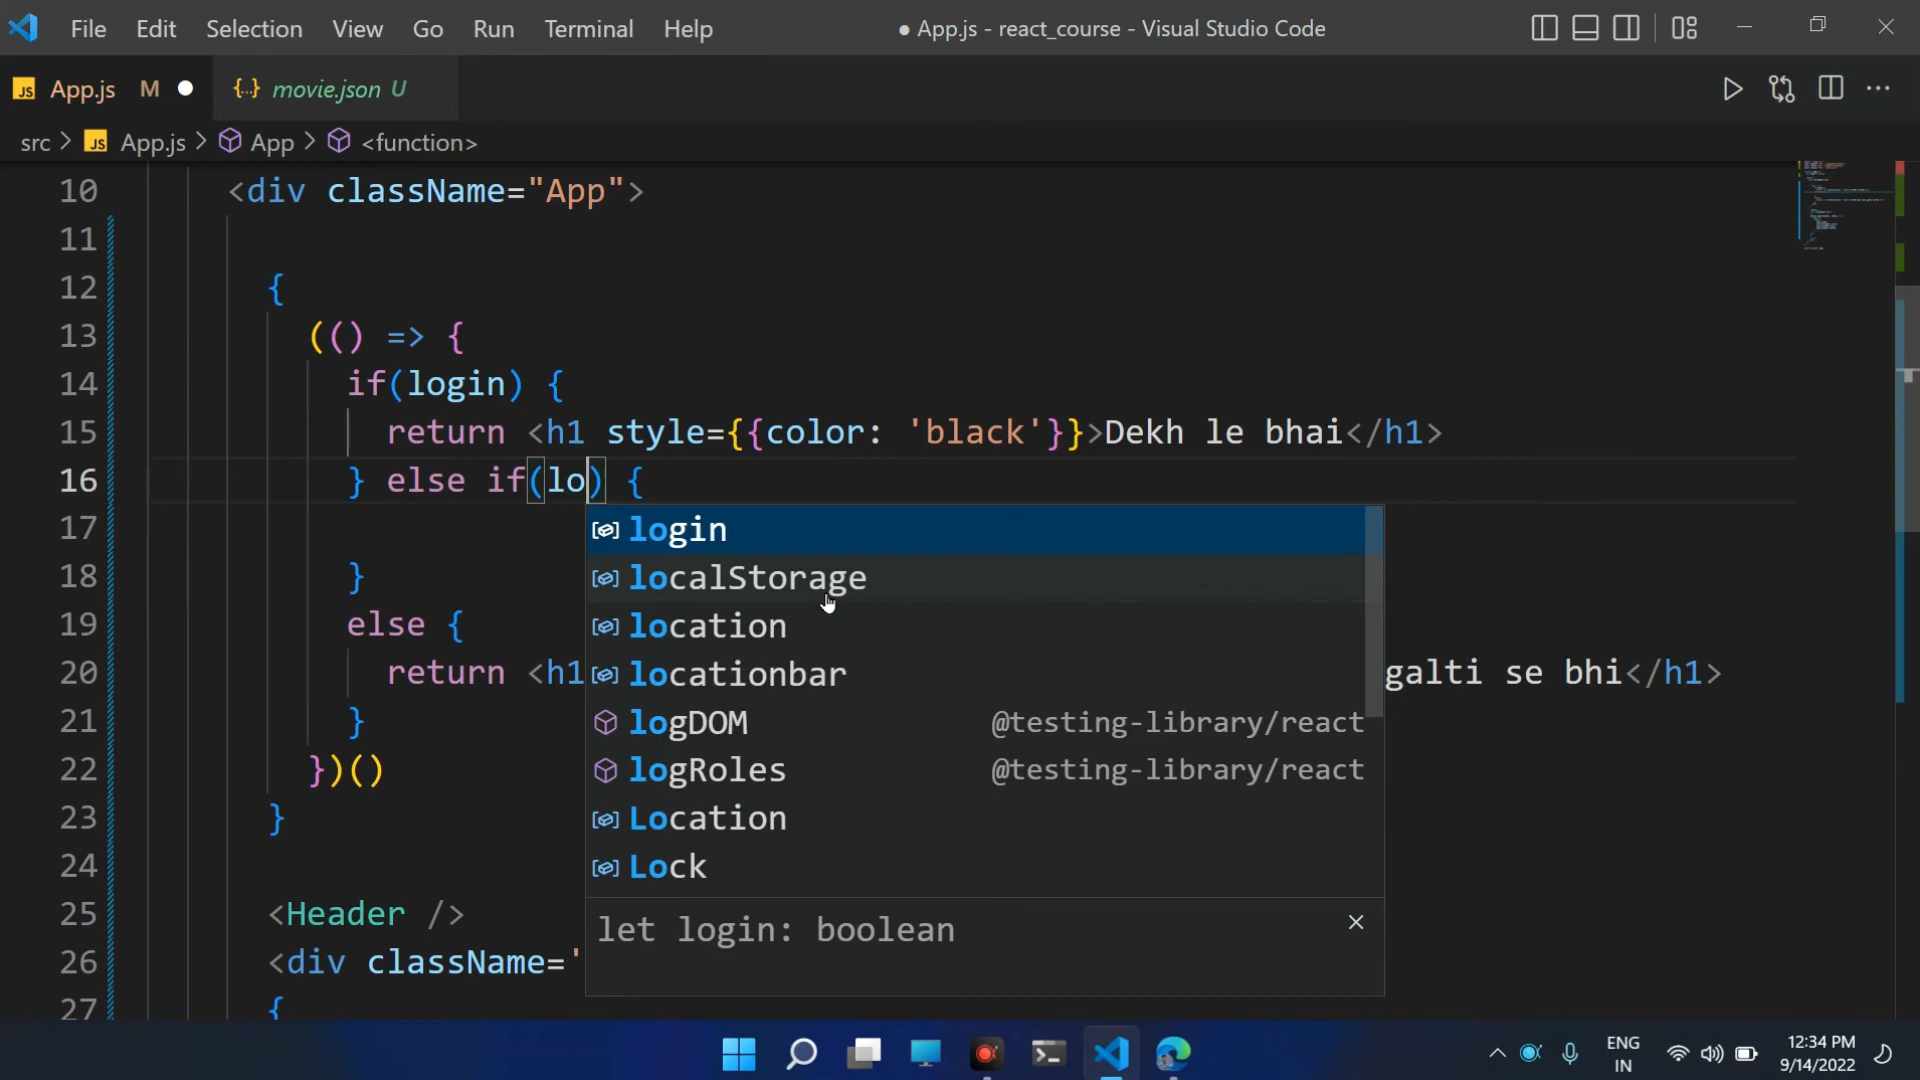 File Edit Selection View Go Run Terminal Help ● App.js - react_course - Visual Studio Code
JS App.js M ● {..} movie.json U
src > JS App.js > App > <function>
10 <div className="App">
11
12 {
13 (() => {
14 if(login) {
15 return <h1 style={{color: 'black'}}>Dekh le bhai</h1>
16 } else if(lo) {
17
login
localStorage
18 }
19 else {
location
20 return <h1
locationbar
galti se bhi</h1>
21 }
logDOM @testing-library/react
22 })()
logRoles @testing-library/react
23 }
Location
24
Lock
25 <Header />
let login: boolean
26 <div className='
27 {
ENG
IN
12:34 PM
9/14/2022